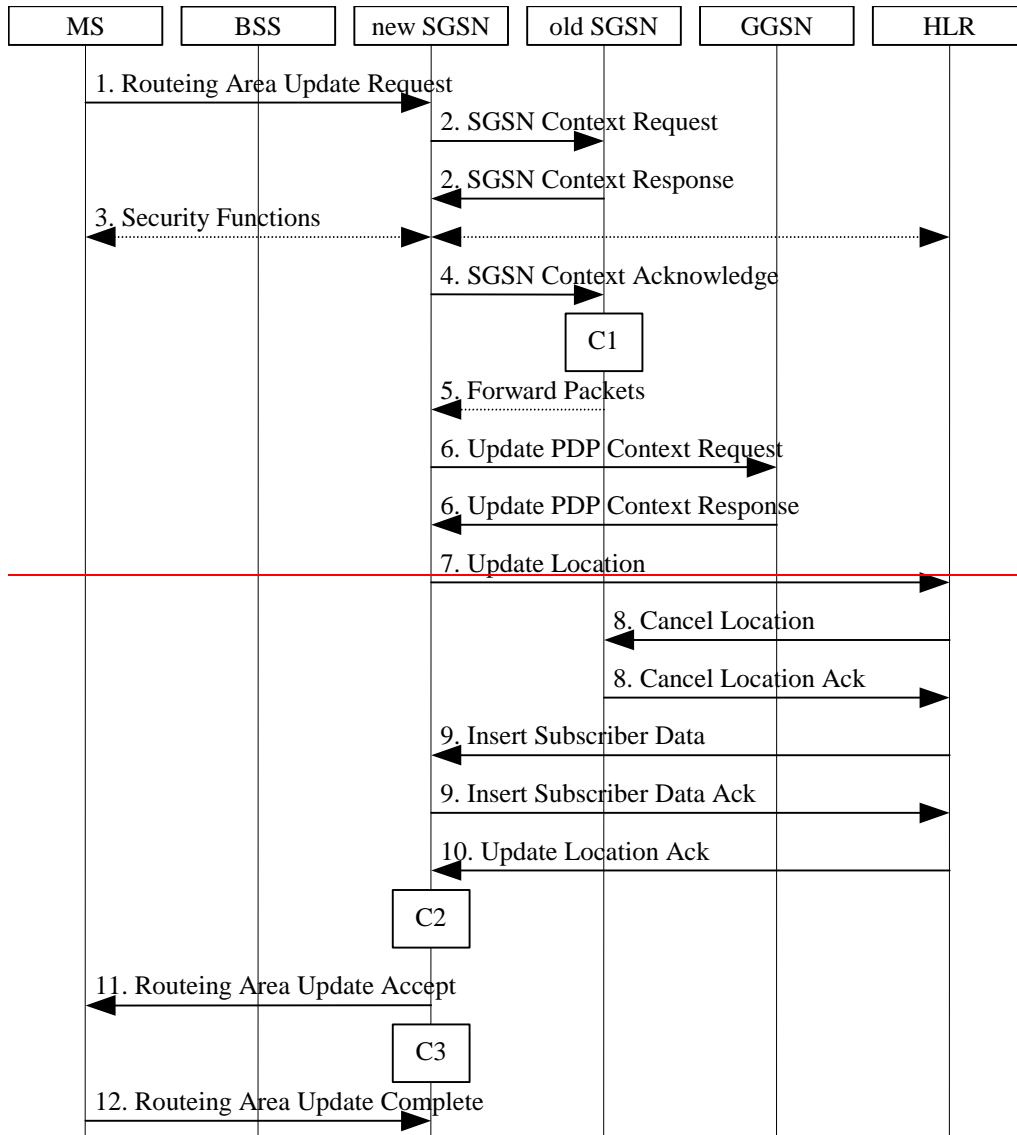 MS BSS new SGSN old SGSN GGSN HLR
1. Routeing Area Update Request
2. SGSN Context Request
2. SGSN Context Response
3. Security Functions
4. SGSN Context Acknowledge
C1
5. Forward Packets
6. Update PDP Context Request
6. Update PDP Context Response
7. Update Location
8. Cancel Location
8. Cancel Location Ack
9. Insert Subscriber Data
9. Insert Subscriber Data Ack
10. Update Location Ack
C2
11. Routeing Area Update Accept
C3
12. Routeing Area Update Complete